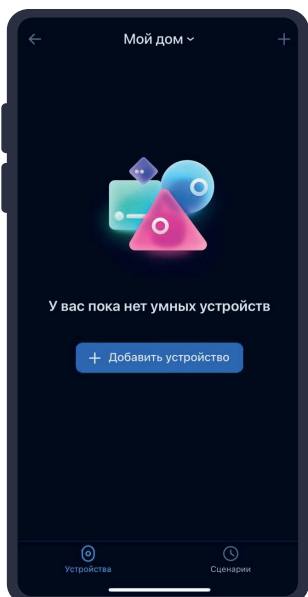 Мой дом
У вас пока нет умных устройств
Добавить устройство
Устройства
Сценарии